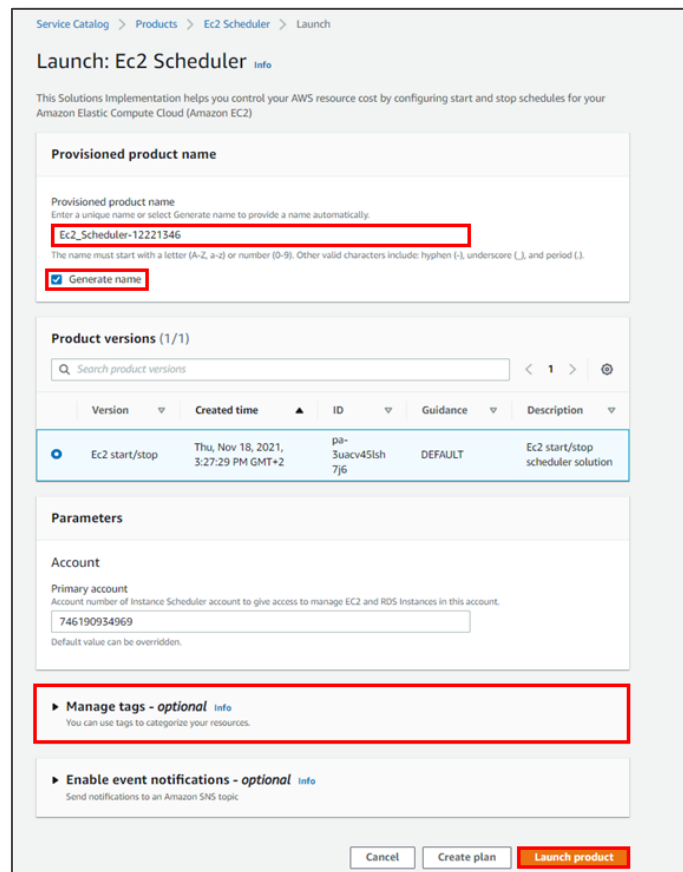 Service Catalog > Products > Ec2 Scheduler > Launch
Launch: Ec2 Scheduler Info
This Solutions Implementation helps you control your AWS resource cost by configuring start and stop schedules for your
Amazon Elastic Compute Cloud (Amazon EC2)
Provisioned product name
Provisioned product name
Enter a unique name or select Generate name to provide a name automatically.
Ec2_Scheduler-12221346
The name must start with a letter (A-Z, a-z) or number (0-9). Other valid characters include: hyphen (-), underscore (_), and period (.).
Generate name
Product versions (1/1)
Search product versions
< 1 >
Version Created time ID Guidance Description
Ec2 start/stop Thu, Nov 18, 2021, 3:27:29 PM GMT+2 pa-3uacv45lsh7j6 DEFAULT Ec2 start/stop scheduler solution
Parameters
Account
Primary account
Account number of Instance Scheduler account to give access to manage EC2 and RDS Instances in this account.
746190934969
Default value can be overridden.
Manage tags - optional Info
You can use tags to categorize your resources.
Enable event notifications - optional Info
Send notifications to an Amazon SNS topic
Cancel Create plan Launch product